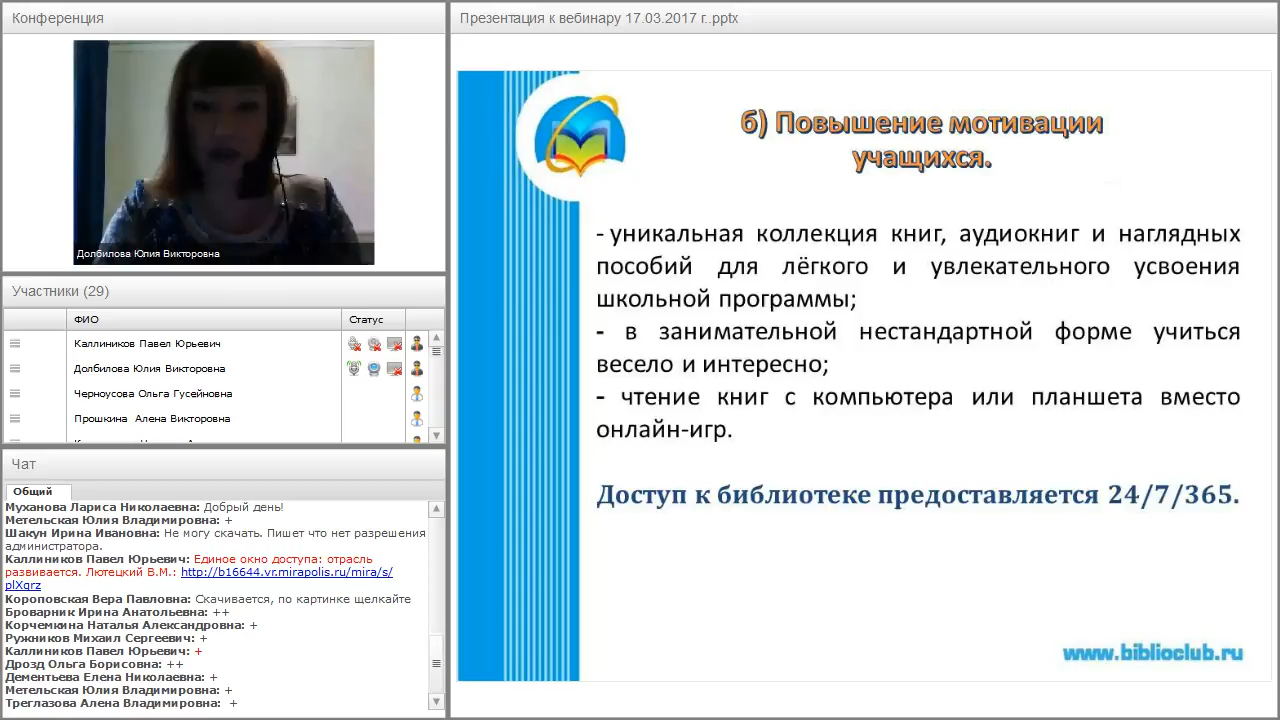 Конференция
Долбилова Юлия Викторовна
Участники (29)
ФИО Статус
Каллиников Павел Юрьевич
Долбилова Юлия Викторовна
Черноусова Ольга Гусейновна
Прошкина Алена Викторовна
Чат
Общий
Муханова Лариса Николаевна: Добрый день!
Метельская Юлия Владимировна: +
Шакун Ирина Ивановна: Не могу скачать. Пишет что нет разрешения
администратора.
Каллиников Павел Юрьевич: Единое окно доступа: отрасль
развивается. Лютецкий В.М.: http://b16644.vr.mirapolis.ru/mira/s/
plXqrz
Короповская Вера Павловна: Скачивается, по картинке щелкайте
Броварник Ирина Анатольевна: ++
Корчемкина Наталья Александровна: +
Ружников Михаил Сергеевич: +
Каллиников Павел Юрьевич: +
Дрозд Ольга Борисовна: ++
Дементьева Елена Николаевна: +
Метельская Юлия Владимировна: +
Треглазова Алена Владимировна: +
Презентация к вебинару 17.03.2017 г..pptx
б) Повышение мотивации
учащихся.
- уникальная коллекция книг, аудиокниг и наглядных
пособий для лёгкого и увлекательного усвоения
школьной программы;
- в занимательной нестандартной форме учиться
весело и интересно;
- чтение книг с компьютера или планшета вместо
онлайн-игр.
Доступ к библиотеке предоставляется 24/7/365.
www.biblioclub.ru